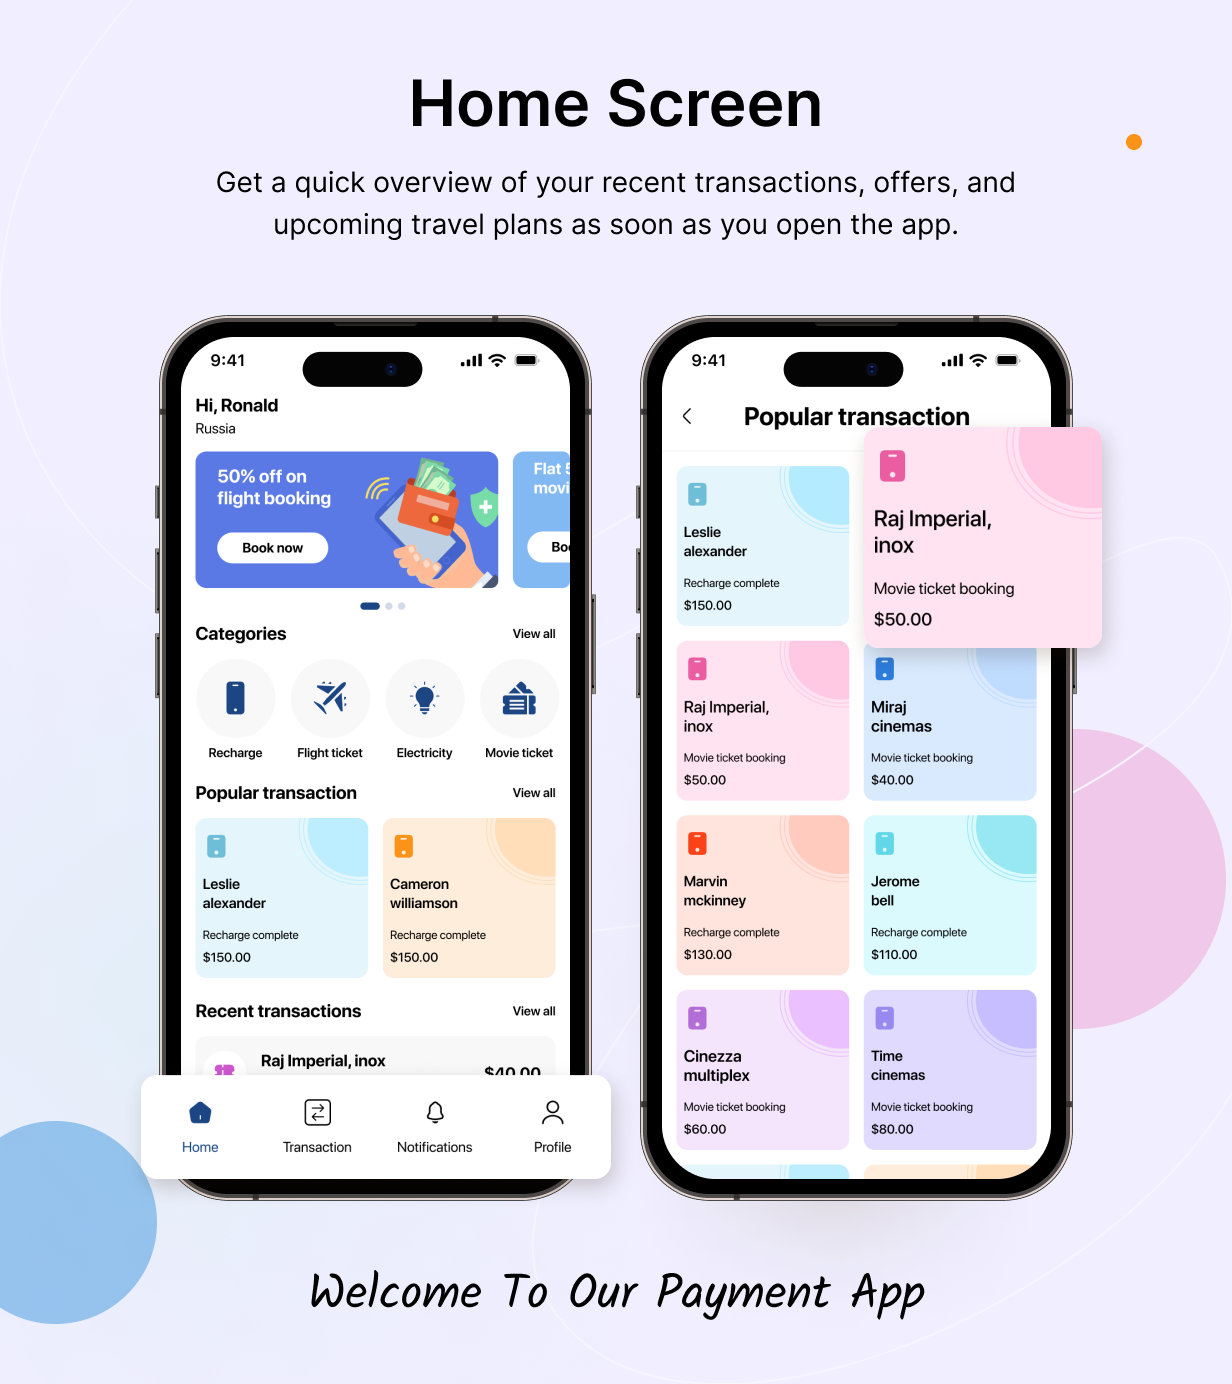 Home Screen
Get a quick overview of your recent transactions, offers, and
upcoming travel plans as soon as you open the app.
9:41
Hi, Ronald
Russia
50% off on
flight booking
Book now
Flat
movi
Categories
View all
Recharge
Flight ticket
Electricity
Movie ticket
Popular transaction
View all
Leslie
alexander
Recharge complete
$150.00
Cameron
williamson
Recharge complete
$150.00
Recent transactions
View all
Raj Imperial, inox
$40.00
Home
Transaction
Notifications
Profile
9:41
Popular transaction
Leslie
alexander
Recharge complete
$150.00
Raj Imperial,
inox
Movie ticket booking
$50.00
Raj Imperial,
inox
Movie ticket booking
$50.00
Miraj
cinemas
Movie ticket booking
$40.00
Marvin
mckinney
Recharge complete
$130.00
Jerome
bell
Recharge complete
$110.00
Cinezza
multiplex
Movie ticket booking
$60.00
Time
cinemas
Movie ticket booking
$80.00
Welcome To Our Payment App